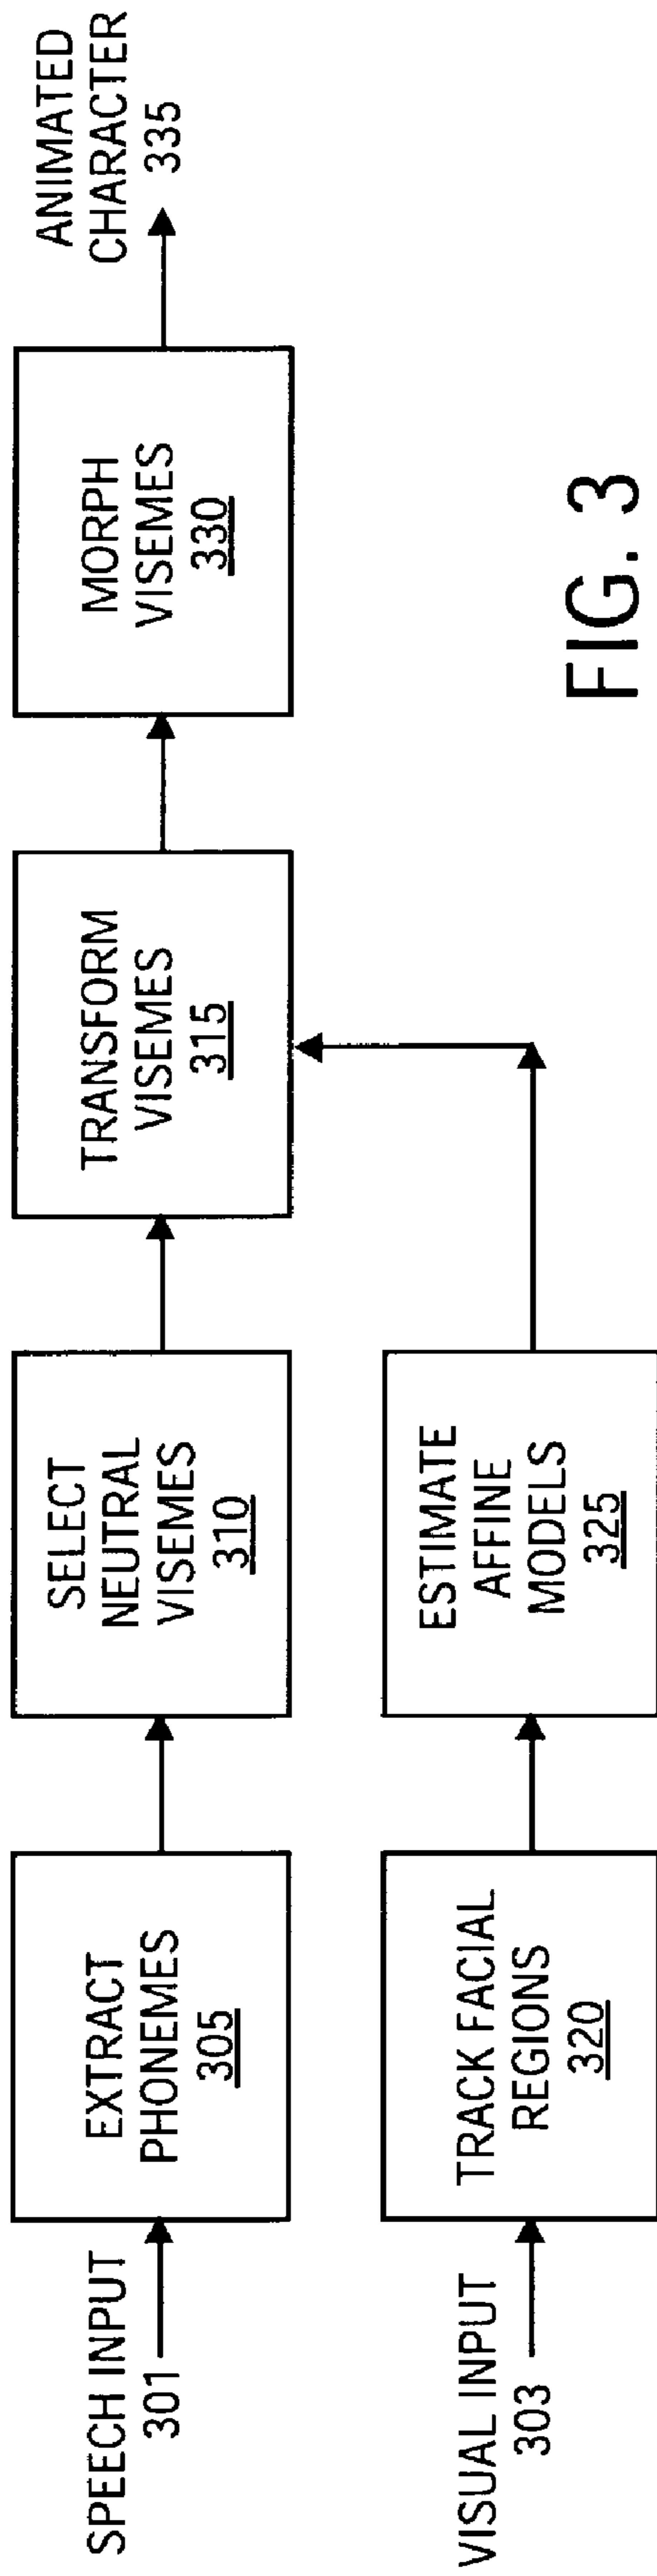 SPEECH INPUT
301
EXTRACT
PHONEMES
305
SELECT
NEUTRAL
VISEMES
310
TRANSFORM
VISEMES
315
MORPH
VISEMES
330
ANIMATED
CHARACTER
335
VISUAL INPUT
303
TRACK FACIAL
REGIONS
320
ESTIMATE
AFFINE
MODELS
325
FIG. 3